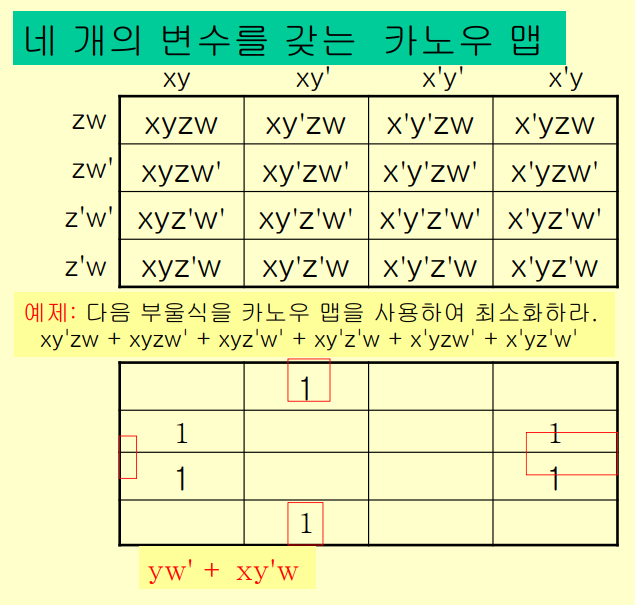 네 개의 변수를 갖는 카노우 맵
xy xy' x'y' x'y
zw xyzw xy'zw x'y'zw x'yzw
zw' xyzw' xy'zw' x'y'zw' x'yzw'
z'w' xyz'w' xy'z'w' x'y'z'w' x'yz'w'
z'w xyz'w xy'z'w x'y'z'w x'yz'w
예제: 다음 부울식을 카노우 맵을 사용하여 최소화하라.
xy'zw + xyzw' + xyz'w' + xy'z'w + x'yzw' + x'yz'w'
1
1 1
1 1
1
yw' + xy'w